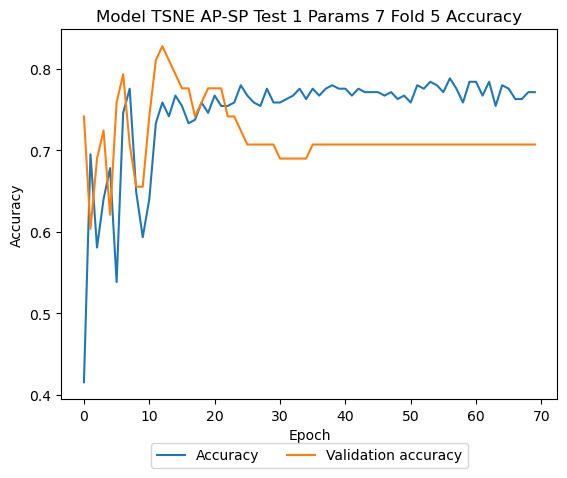 Model TSNE AP-SP Test 1 Params 7 Fold 5 Accuracy
0.8
0.7
0.6
0.5
0.4
Accuracy
0 10 20 30 40 50 60 70
Epoch
Accuracy Validation accuracy